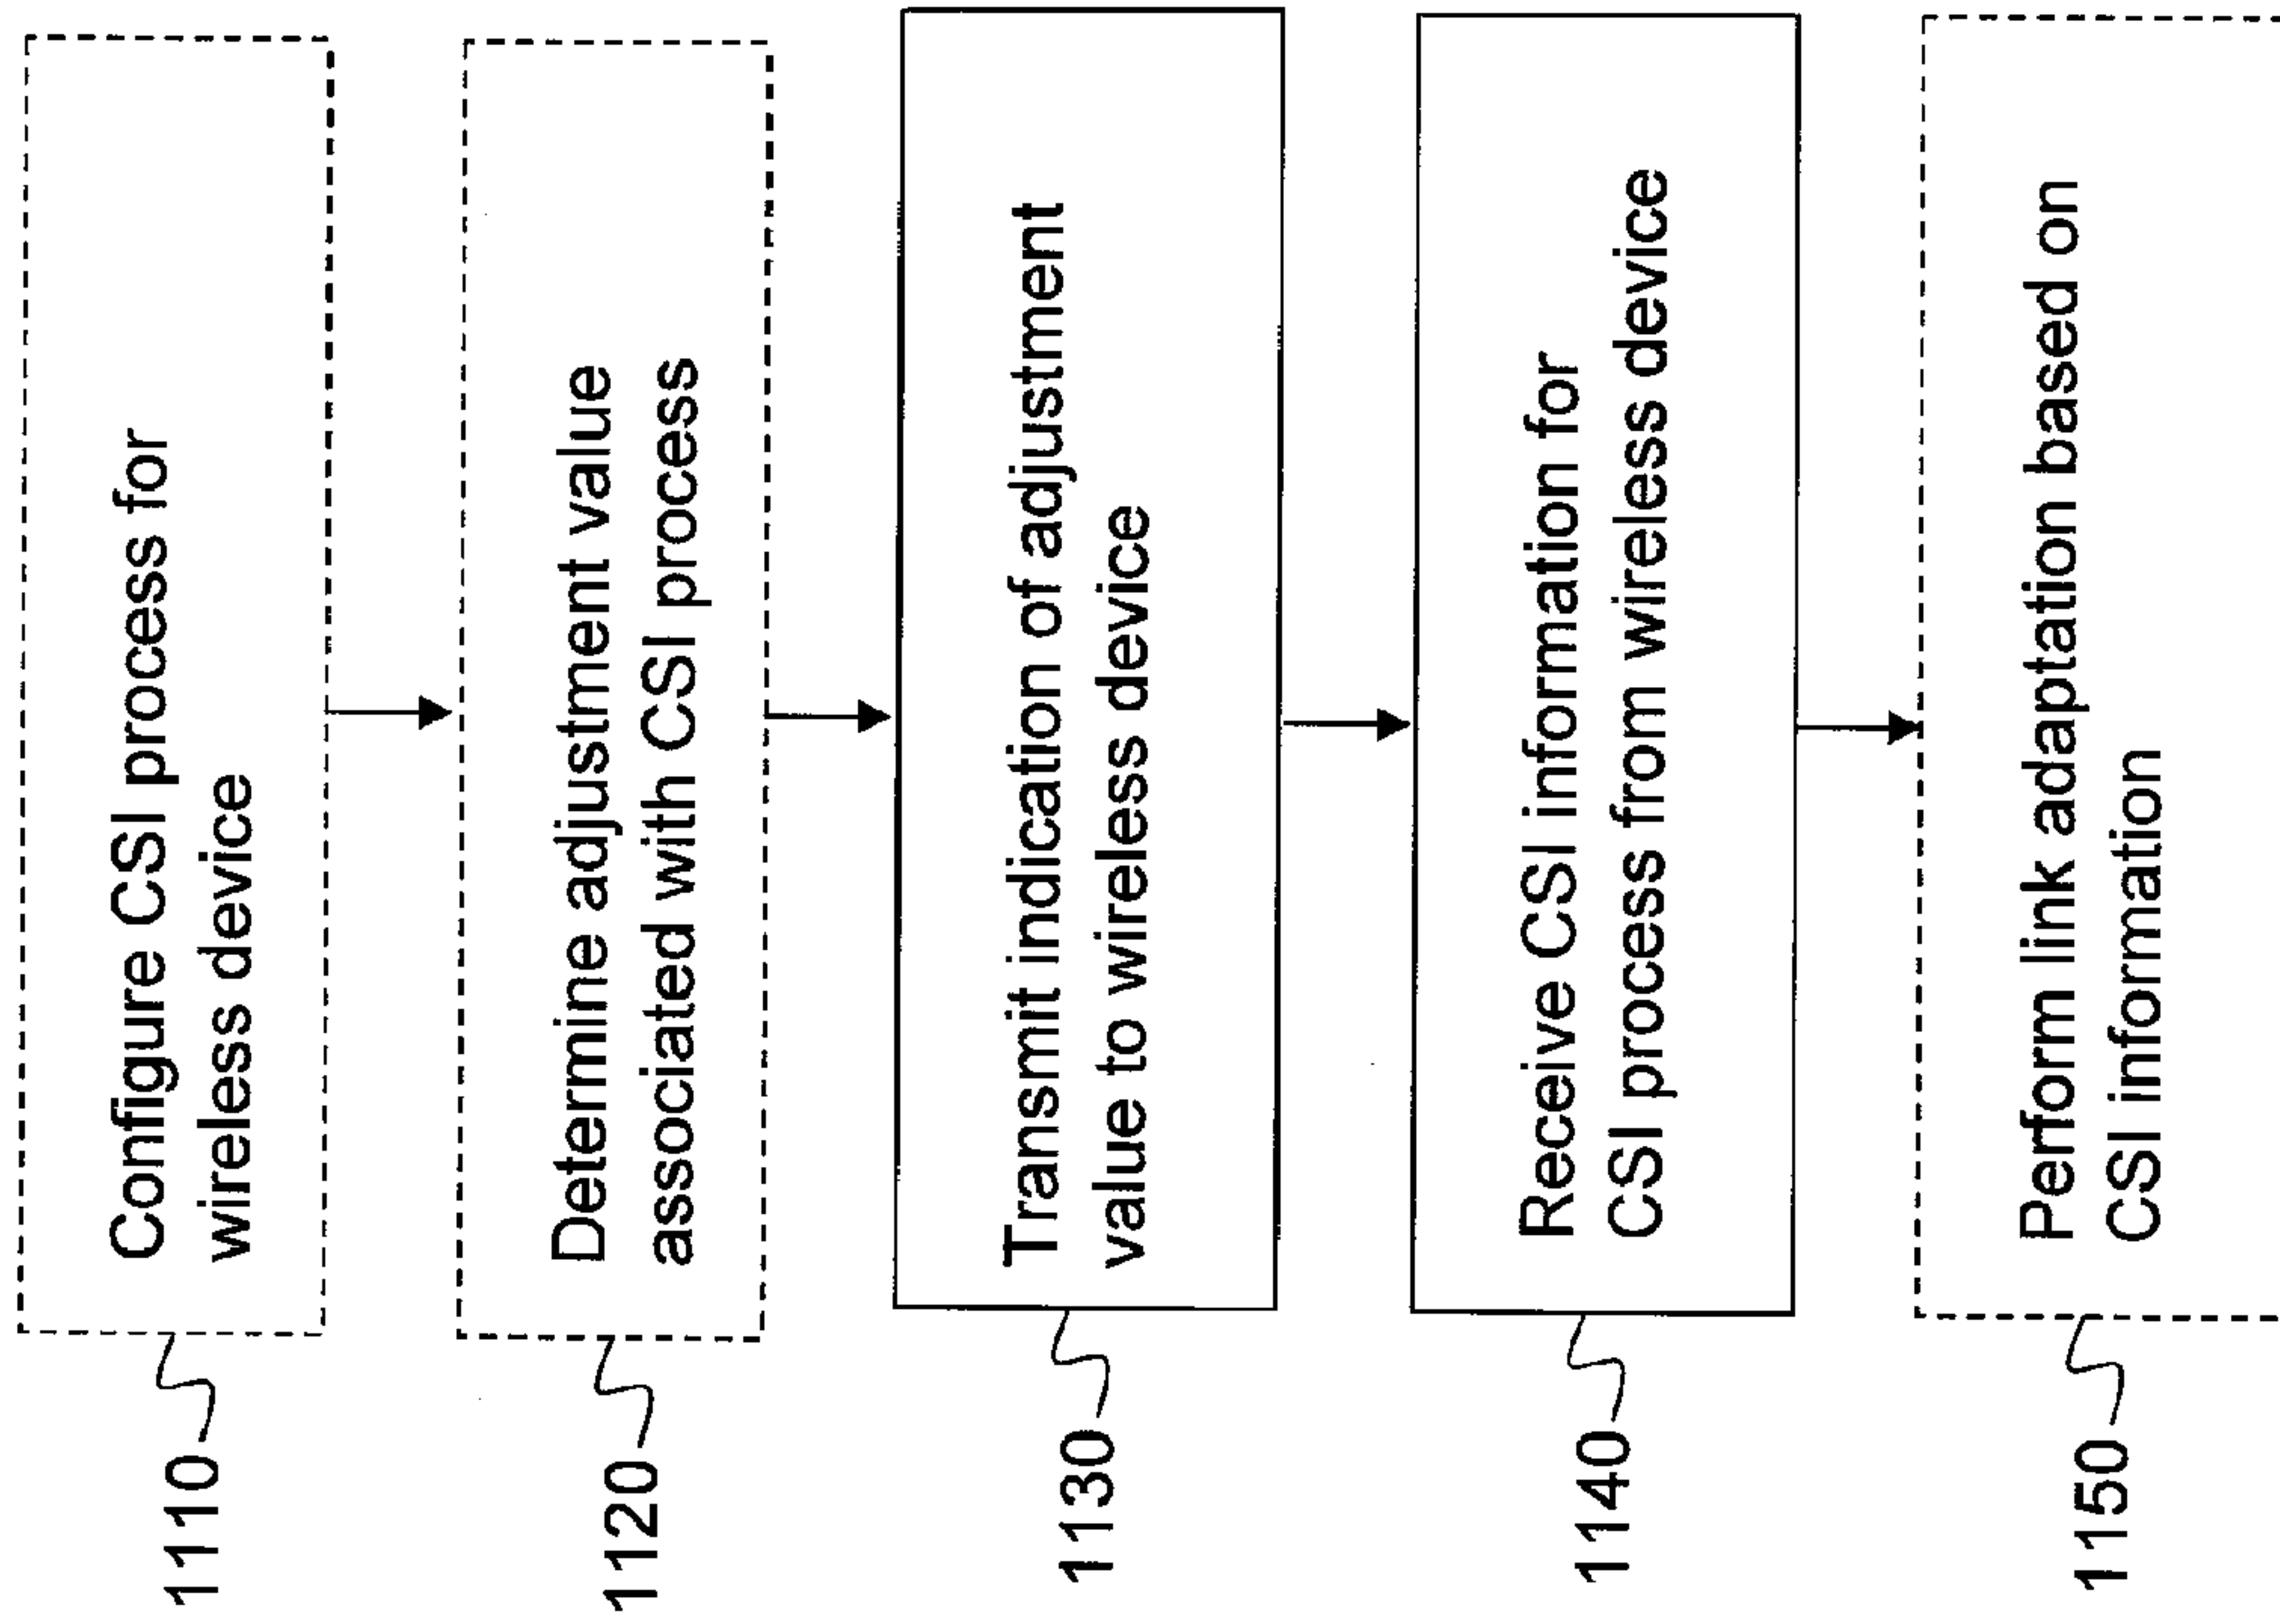 1110
Configure CSI process for
wireless device
1120
Determine adjustment value
associated with CSI process
1130
Transmit indication of adjustment
value to wireless device
1140
Receive CSI information for
CSI process from wireless device
1150
Perform link adaptation based on
CSI information